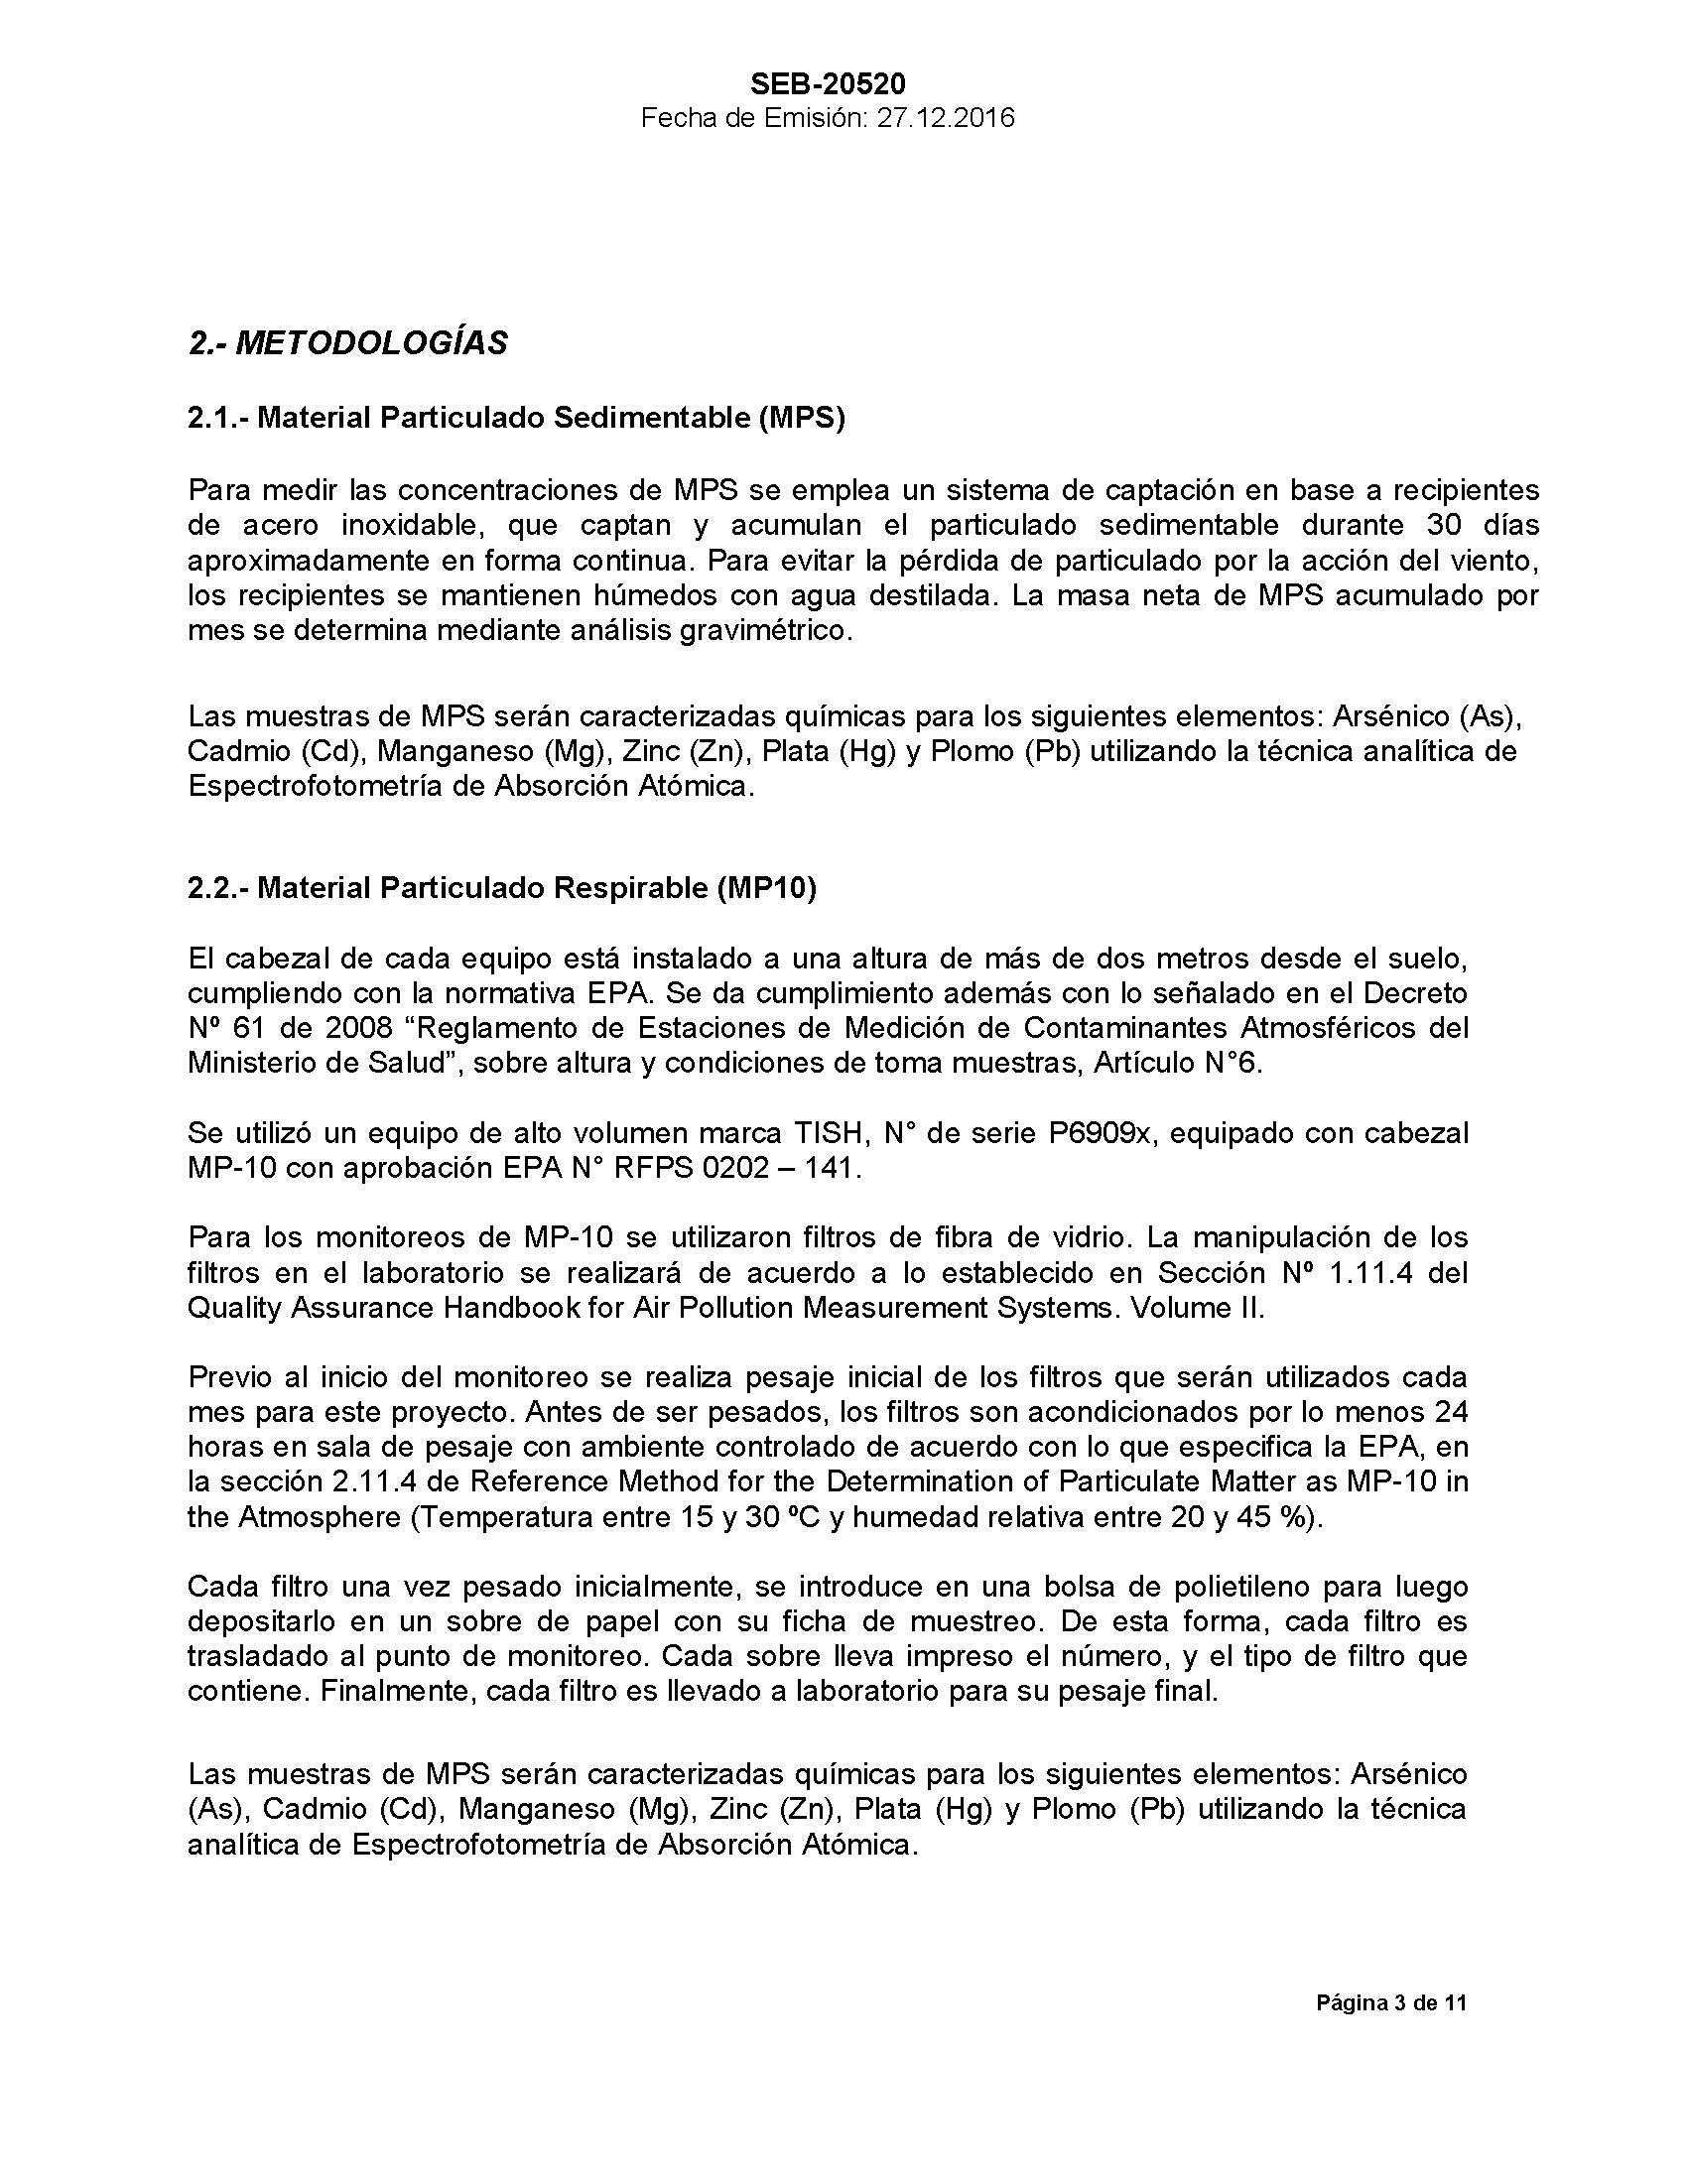 SEB-20520
Fecha de Emisión: 27.12.2016
2.- METODOLOGÍAS
2.1.- Material Particulado Sedimentable (MPS)
Para medir las concentraciones de MPS se emplea un sistema de captación en base a recipientes
de acero inoxidable, que captan y acumulan el particulado sedimentable durante 30 días
aproximadamente en forma continua. Para evitar la pérdida de particulado por la acción del viento,
los recipientes se mantienen húmedos con agua destilada. La masa neta de MPS acumulado por
mes se determina mediante análisis gravimétrico.
Las muestras de MPS serán caracterizadas químicas para los siguientes elementos: Arsénico (As),
Cadmio (Cd), Manganeso (Mg), Zinc (Zn), Plata (Hg) y Plomo (Pb) utilizando la técnica analítica de
Espectrofotometría de Absorción Atómica.
2.2.- Material Particulado Respirable (MP10)
El cabezal de cada equipo está instalado a una altura de más de dos metros desde el suelo,
cumpliendo con la normativa EPA. Se da cumplimiento además con lo señalado en el Decreto
Nº 61 de 2008 “Reglamento de Estaciones de Medición de Contaminantes Atmosféricos del
Ministerio de Salud”, sobre altura y condiciones de toma muestras, Artículo N°6.
Se utilizó un equipo de alto volumen marca TISH, N° de serie P6909x, equipado con cabezal
MP-10 con aprobación EPA N° RFPS 0202 – 141.
Para los monitoreos de MP-10 se utilizaron filtros de fibra de vidrio. La manipulación de los
filtros en el laboratorio se realizará de acuerdo a lo establecido en Sección Nº 1.11.4 del
Quality Assurance Handbook for Air Pollution Measurement Systems. Volume II.
Previo al inicio del monitoreo se realiza pesaje inicial de los filtros que serán utilizados cada
mes para este proyecto. Antes de ser pesados, los filtros son acondicionados por lo menos 24
horas en sala de pesaje con ambiente controlado de acuerdo con lo que especifica la EPA, en
la sección 2.11.4 de Reference Method for the Determination of Particulate Matter as MP-10 in
the Atmosphere (Temperatura entre 15 y 30 ºC y humedad relativa entre 20 y 45 %).
Cada filtro una vez pesado inicialmente, se introduce en una bolsa de polietileno para luego
depositarlo en un sobre de papel con su ficha de muestreo. De esta forma, cada filtro es
trasladado al punto de monitoreo. Cada sobre lleva impreso el número, y el tipo de filtro que
contiene. Finalmente, cada filtro es llevado a laboratorio para su pesaje final.
Las muestras de MPS serán caracterizadas químicas para los siguientes elementos: Arsénico
(As), Cadmio (Cd), Manganeso (Mg), Zinc (Zn), Plata (Hg) y Plomo (Pb) utilizando la técnica
analítica de Espectrofotometría de Absorción Atómica.
Página 3 de 11